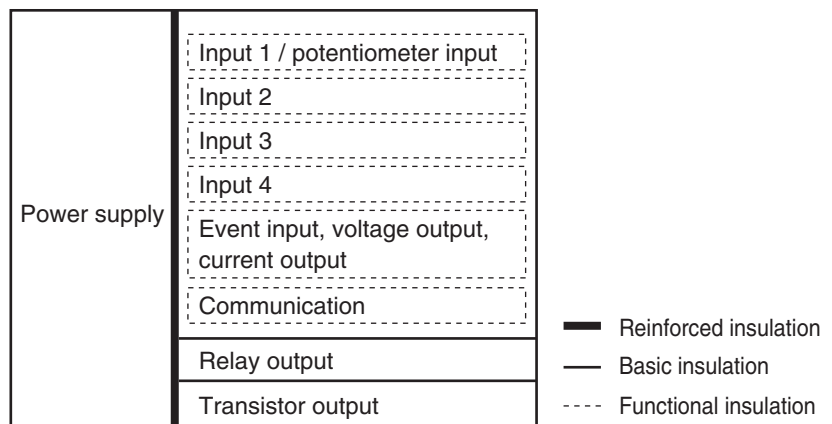 Power supply
Input 1 / potentiometer input
Input 2
Input 3
Input 4
Event input, voltage output,
current output
Communication
Relay output
Transistor output
Reinforced insulation
Basic insulation
Functional insulation